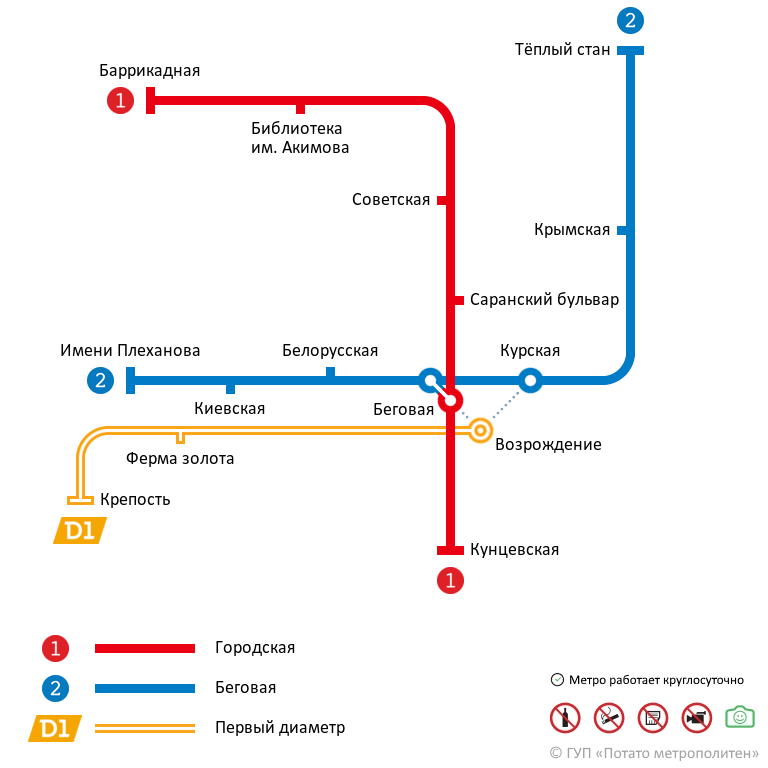 2
Тёплый стан
Баррикадная
1
Библиотека
им. Акимова
Советская
Крымская
Саранский бульвар
Имени Плеханова
Белорусская
Курская
2
Киевская
Беговая
Возрождение
Ферма золота
Крепость
D1
Кунцевская
1
1 Городская
2 Беговая
D1 Первый диаметр
Метро работает круглосуточно
© ГУП «Потато метрополитен»